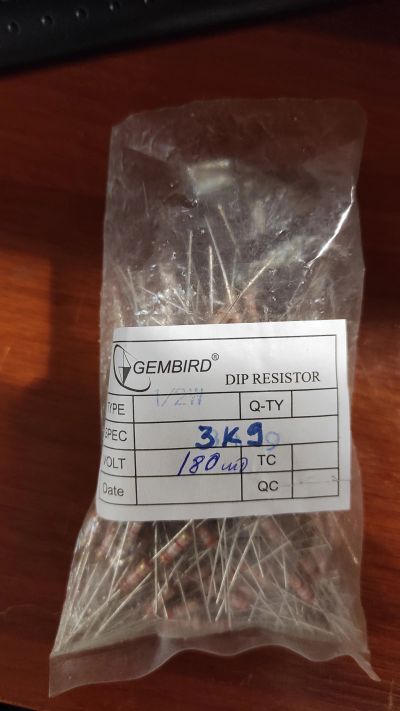 GEMBIRD®
DIP RESISTOR
TYPE 1/2W Q-TY
SPEC 3K9
VOLT 180 шт TC
Date QC